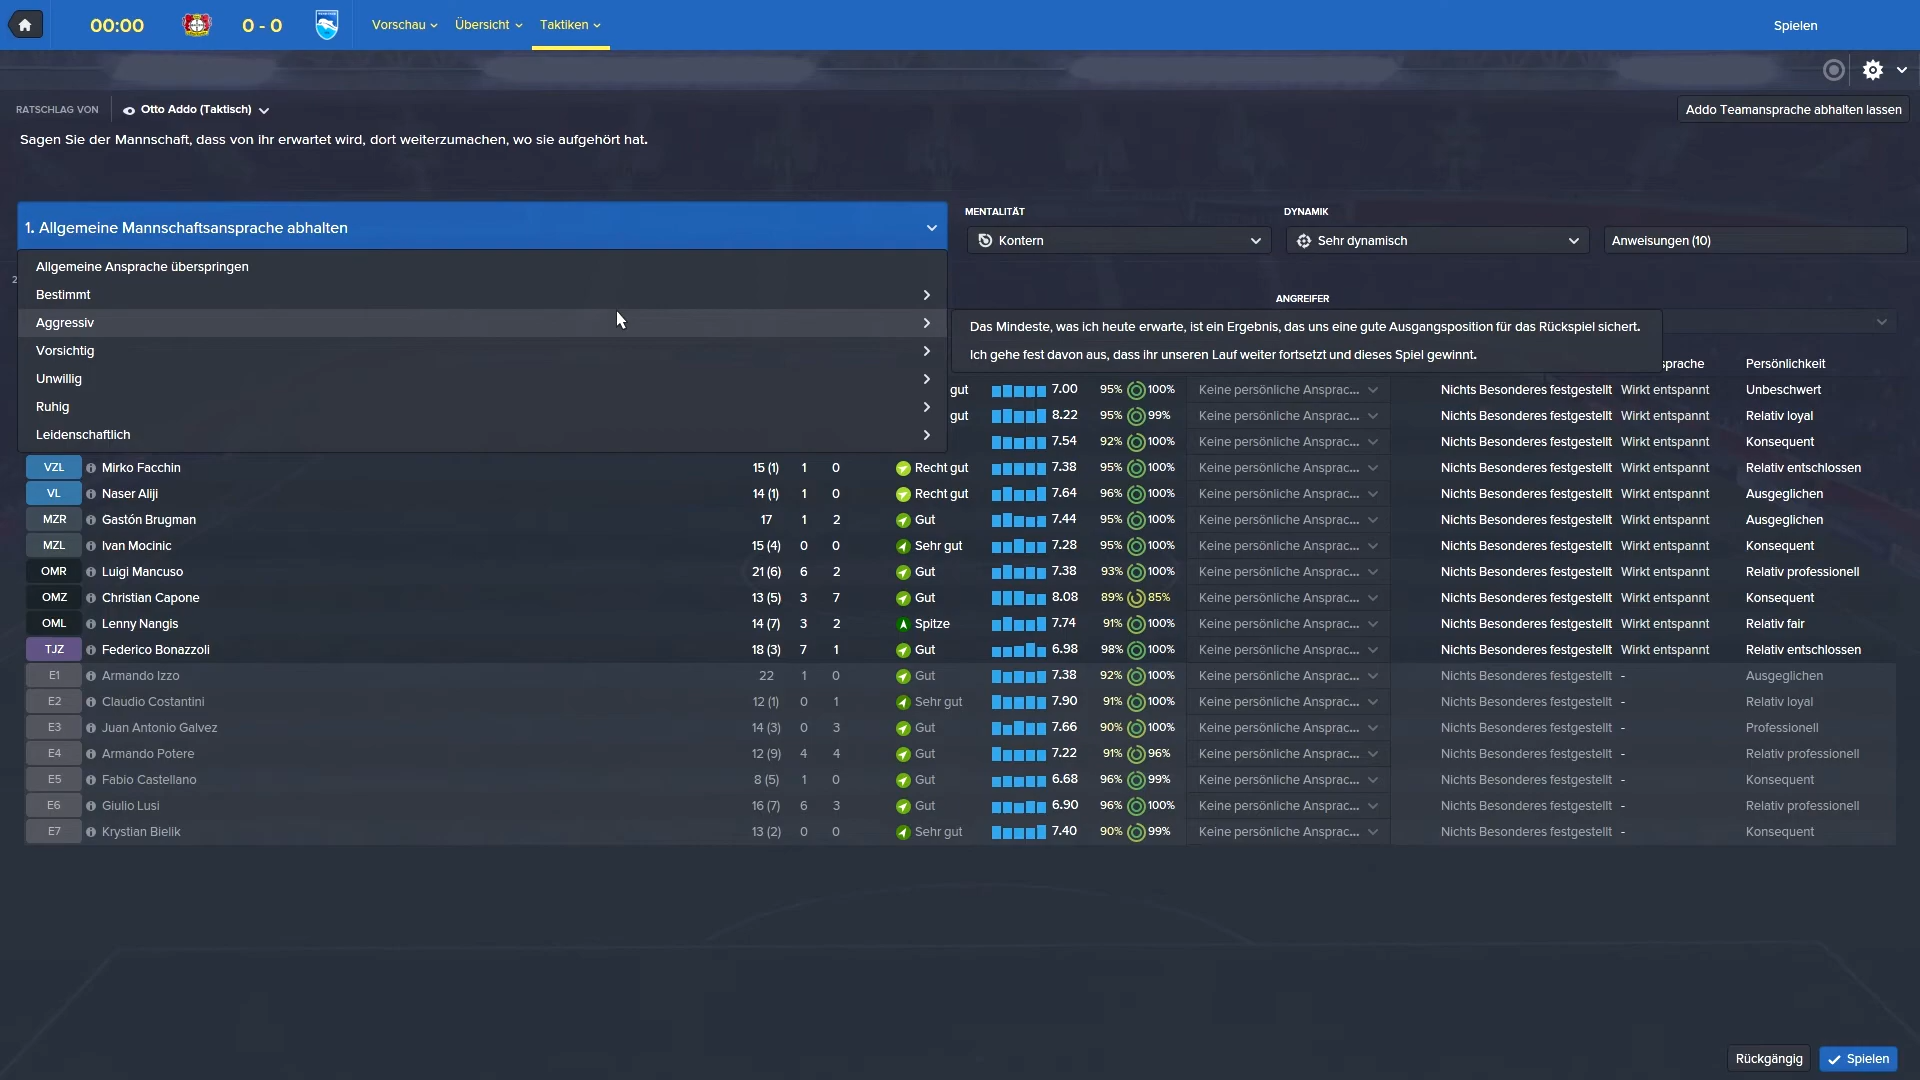 00:00 0 - 0 Vorschau Übersicht Taktiken Spielen
RATSCHLAG VON Otto Addo (Taktisch) Addo Teamansprache abhalten lassen
Sagen Sie der Mannschaft, dass von ihr erwartet wird, dort weiterzumachen, wo sie aufgehört hat.
MENTALITÄT DYNAMIK
1. Allgemeine Mannschaftsansprache abhalten
Kontern Sehr dynamisch Anweisungen (10)
Allgemeine Ansprache überspringen
2
Bestimmt
ANGREIFER
Aggressiv
Das Mindeste, was ich heute erwarte, ist ein Ergebnis, das uns eine gute Ausgangsposition für das Rückspiel sichert.
Vorsichtig
Ich gehe fest davon aus, dass ihr unseren Lauf weiter fortsetzt und dieses Spiel gewinnt.
sprache Persönlichkeit
Unwillig
gut 7.00 95% 100% Keine persönliche Ansprac... Nichts Besonderes festgestellt Wirkt entspannt Unbeschwert
Ruhig
gut 8.22 95% 99% Keine persönliche Ansprac... Nichts Besonderes festgestellt Wirkt entspannt Relativ loyal
Leidenschaftlich
7.54 92% 100% Keine persönliche Ansprac... Nichts Besonderes festgestellt Wirkt entspannt Konsequent
VZL Mirko Facchin 15 (1) 1 0 Recht gut 7.38 95% 100% Keine persönliche Ansprac... Nichts Besonderes festgestellt Wirkt entspannt Relativ entschlossen
VL Naser Aliji 14 (1) 1 0 Recht gut 7.64 96% 100% Keine persönliche Ansprac... Nichts Besonderes festgestellt Wirkt entspannt Ausgeglichen
MZR Gastón Brugman 17 1 2 Gut 7.44 95% 100% Keine persönliche Ansprac... Nichts Besonderes festgestellt Wirkt entspannt Ausgeglichen
MZL Ivan Mocinic 15 (4) 0 0 Sehr gut 7.28 95% 100% Keine persönliche Ansprac... Nichts Besonderes festgestellt Wirkt entspannt Konsequent
OMR Luigi Mancuso 21 (6) 6 2 Gut 7.38 93% 100% Keine persönliche Ansprac... Nichts Besonderes festgestellt Wirkt entspannt Relativ professionell
OMZ Christian Capone 13 (5) 3 7 Gut 8.08 89% 85% Keine persönliche Ansprac... Nichts Besonderes festgestellt Wirkt entspannt Konsequent
OML Lenny Nangis 14 (7) 3 2 Spitze 7.74 91% 100% Keine persönliche Ansprac... Nichts Besonderes festgestellt Wirkt entspannt Relativ fair
TJZ Federico Bonazzoli 18 (3) 7 1 Gut 6.98 98% 100% Keine persönliche Ansprac... Nichts Besonderes festgestellt Wirkt entspannt Relativ entschlossen
E1 Armando Izzo 22 1 0 Gut 7.38 92% 100% Keine persönliche Ansprac... Nichts Besonderes festgestellt - Ausgeglichen
E2 Claudio Costantini 12 (1) 0 1 Sehr gut 7.90 91% 100% Keine persönliche Ansprac... Nichts Besonderes festgestellt - Relativ loyal
E3 Juan Antonio Galvez 14 (3) 0 3 Gut 7.66 90% 100% Keine persönliche Ansprac... Nichts Besonderes festgestellt - Professionell
E4 Armando Potere 12 (9) 4 4 Gut 7.22 91% 96% Keine persönliche Ansprac... Nichts Besonderes festgestellt - Relativ professionell
E5 Fabio Castellano 8 (5) 1 0 Gut 6.68 96% 99% Keine persönliche Ansprac... Nichts Besonderes festgestellt - Konsequent
E6 Giulio Lusi 16 (7) 6 3 Gut 6.90 96% 100% Keine persönliche Ansprac... Nichts Besonderes festgestellt - Relativ professionell
E7 Krystian Bielik 13 (2) 0 0 Sehr gut 7.40 90% 99% Keine persönliche Ansprac... Nichts Besonderes festgestellt - Konsequent
Rückgängig Spielen